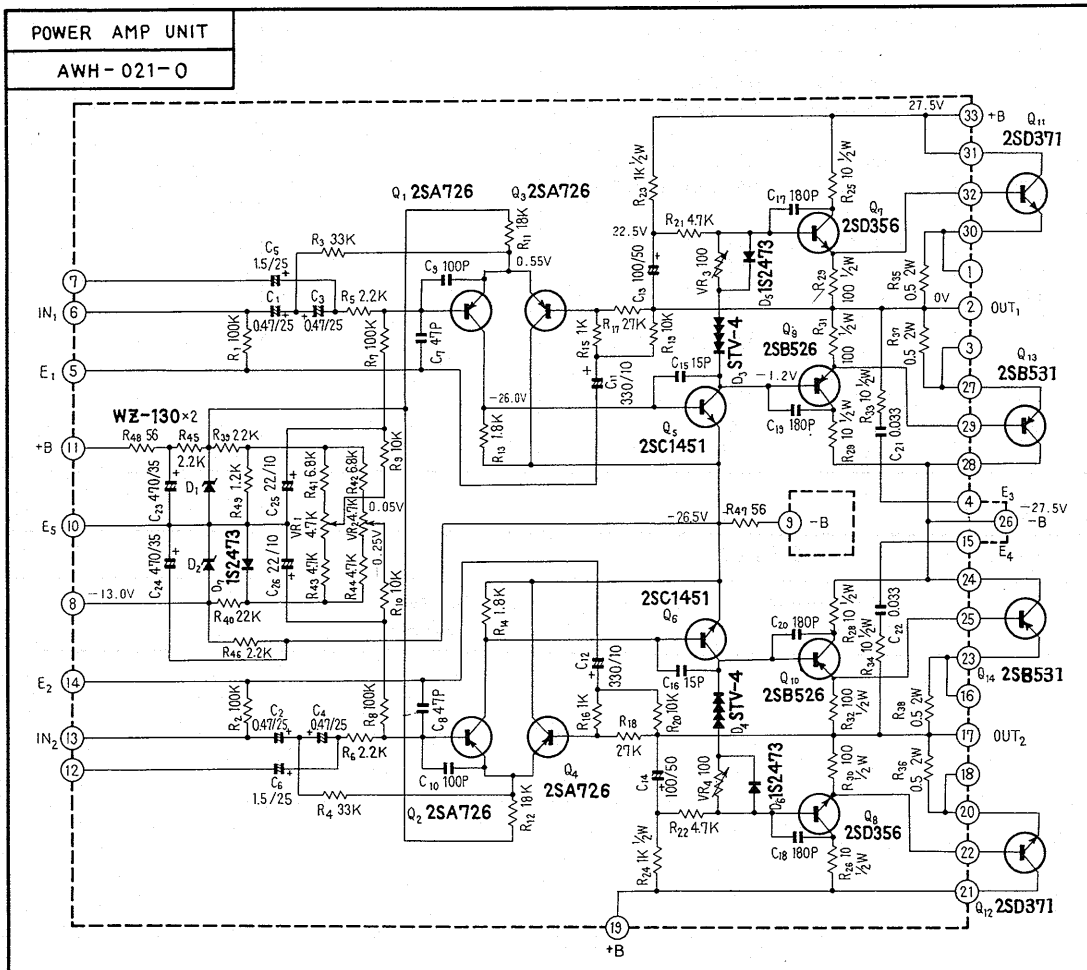 POWER AMP UNIT
AWH-021-0
27.5V
33 +B
Q11
2SD371
31
32
30
1
Q1 2SA726
Q3 2SA726
R11 18K
R23 1K ½W
C17 180P
R25 10 ½W
Q7
2SD356
R3 33K
C5
1.5/25
22.5V
R21 4.7K
VR3 100
D5 1S2473
0.55V
C9 100P
C13 100/50
R29
100 ½W
R35
0.5 2W
7
IN1 6
C1
0.47/25
C3
0.47/25
R5 2.2K
R1 100K
R7 100K
C7 47P
R17 27K
R15 1K
R19 10K
0V
2 OUT1
3
R31
100 ½W
R37
0.5 2W
Q9
2SB526
STV-4
D3
E1 5
C11
330/10
C15 15P
-1.2V
Q13
2SB531
27
29
28
-26.0V
R13 1.8K
Q5
2SC1451
C19 180P
R29 10 ½W
R33 10 ½W
C21 0.033
WZ-130×2
+B 11
R48 56
R45
2.2K
R39 22K
R9 10K
C23 470/35
D1
R49 1.2K
C25 22/10
R41 6.8K
R42 6.8K
0.05V
4 E3
-27.5V
26 -B
E5 10
VR1 4.7K
VR2 4.7K
0.25V
-26.5V
R47 56
9 -B
15 E4
C24 470/35
D2
D7 1S2473
C26 22/10
R43 4.7K
R44 4.7K
R10 10K
24
8 -13.0V
R40 22K
R46 2.2K
R14 1.8K
2SC1451
Q6
C20 180P
R28 10 ½W
C22 0.033
R34 10 ½W
25
23
Q14
2SB531
E2 14
C12
330/10
C16
15P
Q10
2SB526
R2 100K
C2
0.47/25
C4
0.47/25
R8 100K
C8 47P
R16 1K
R20 10K
D4 STV-4
R32 100
½W
R38
0.5 2W
16
IN2 13
R6 2.2K
R18
27K
17 OUT2
12
C6
1.5/25
C10 100P
Q4
2SA726
C14
100/50
VR4 100
D6 1S2473
R30 100
½W
R36
0.5 2W
18
20
R4 33K
Q2 2SA726
R12 18K
R22 4.7K
Q8
2SD356
C18 180P
22
R24 1K ½W
R26 10
½W
21
Q12 2SD371
19
+B